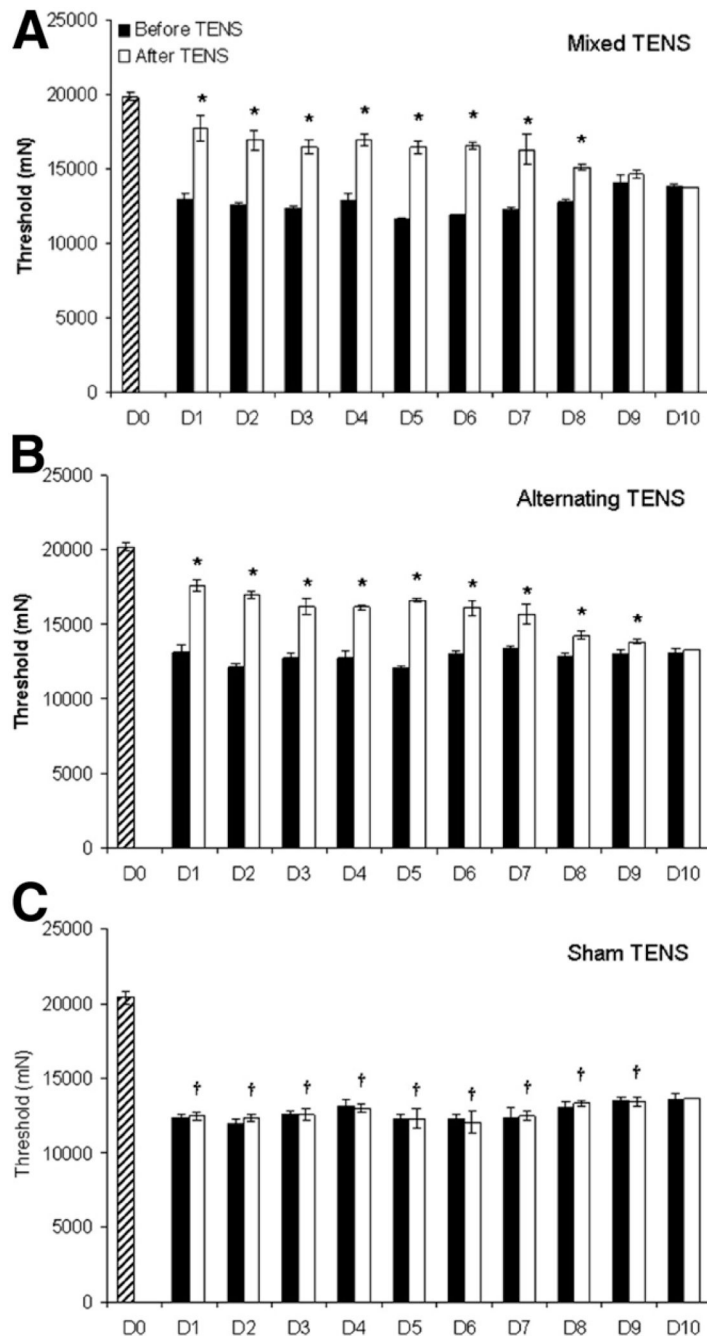 A
Before TENS
After TENS
Mixed TENS
Threshold (mN)
25000
20000
15000
10000
5000
0
* * * * * * * *
D0 D1 D2 D3 D4 D5 D6 D7 D8 D9 D10
B
Alternating TENS
Threshold (mN)
25000
20000
15000
10000
5000
0
* * * * * * * * *
D0 D1 D2 D3 D4 D5 D6 D7 D8 D9 D10
C
Sham TENS
Threshold (mN)
25000
20000
15000
10000
5000
0
† † † † † † † † †
D0 D1 D2 D3 D4 D5 D6 D7 D8 D9 D10